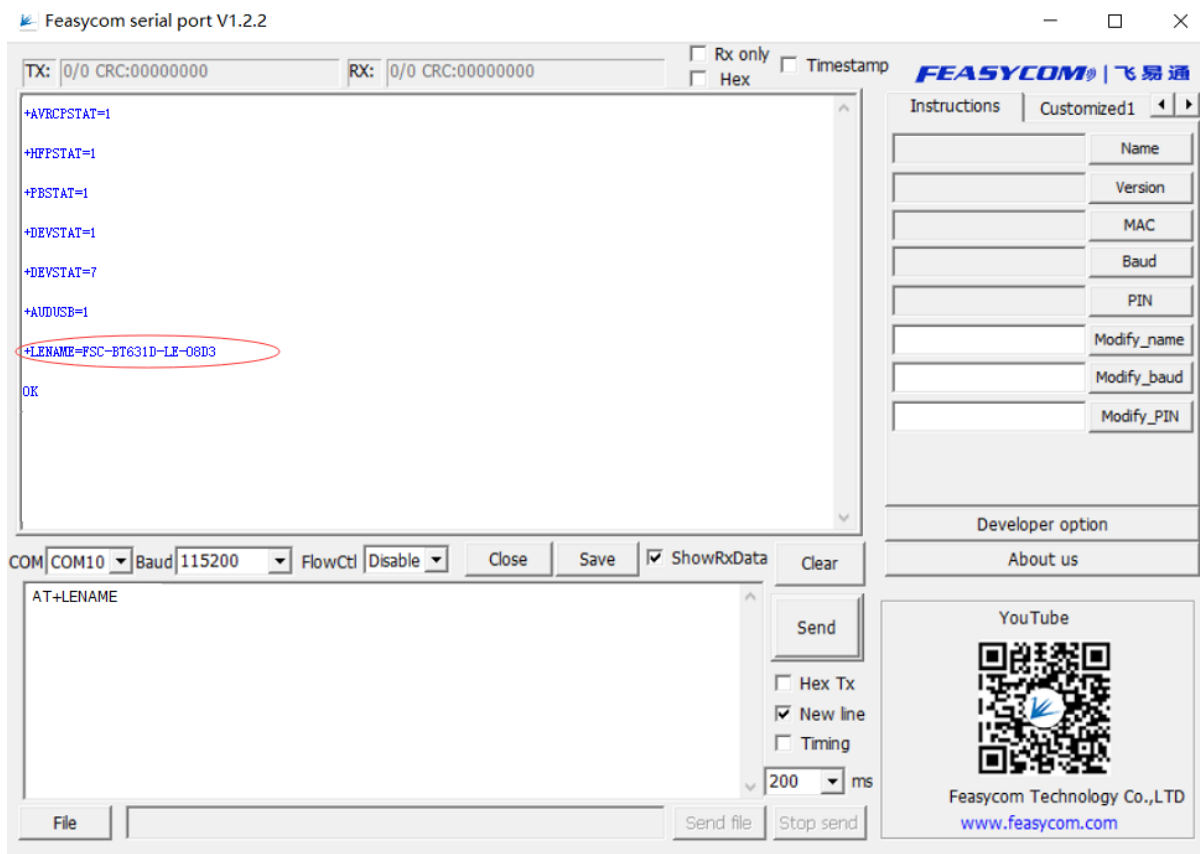 Feasycom serial port V1.2.2
TX: 0/0 CRC:00000000 RX: 0/0 CRC:00000000
Rx only
Timestamp
Hex
FEASYCOM | 飞易通
Instructions
Customized1
+AVRCPSTAT=1
+HFPSTAT=1
+PBSTAT=1
+DEVSTAT=1
+DEVSTAT=7
+AUDUSB=1
+LENAME=FSC-BT631D-LE-08D3
OK
Name
Version
MAC
Baud
PIN
Modify_name
Modify_baud
Modify_PIN
Developer option
About us
COM COM10 Baud 115200 FlowCtl Disable Close Save ShowRxData Clear
AT+LENAME
Send
Hex Tx
New line
Timing
200 ms
File
Send file
Stop send
YouTube
Feasycom Technology Co.,LTD
www.feasycom.com